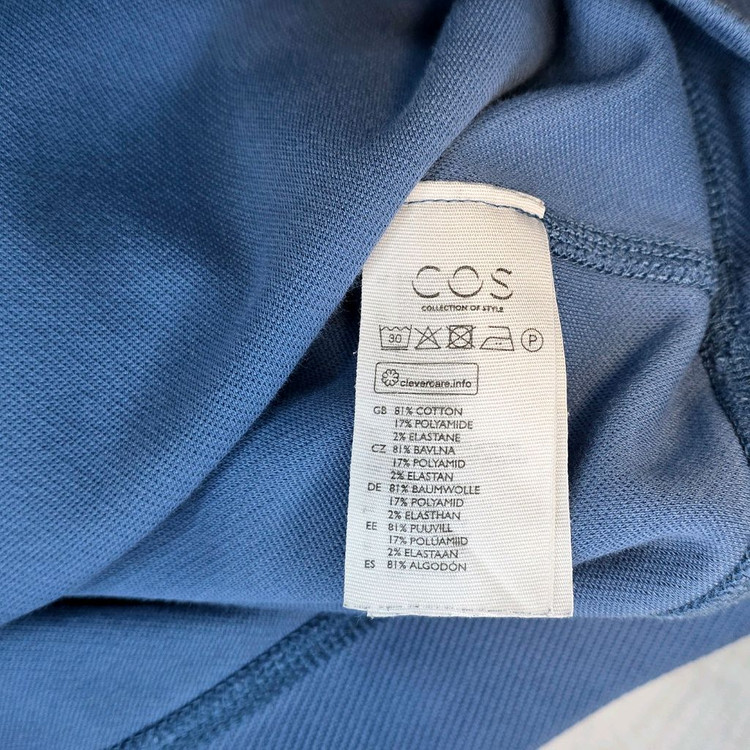 COS
COLLECTION OF STYLE
30 P
clevercare.info
GB 81% COTTON
17% POLYAMIDE
2% ELASTANE
CZ 81% BAVLNA
17% POLYAMID
2% ELASTAN
DE 81% BAUMWOLLE
17% POLYAMID
2% ELASTHAN
EE 81% PUUVILL
17% POLÜAMIID
2% ELASTAAN
ES 81% ALGODÓN